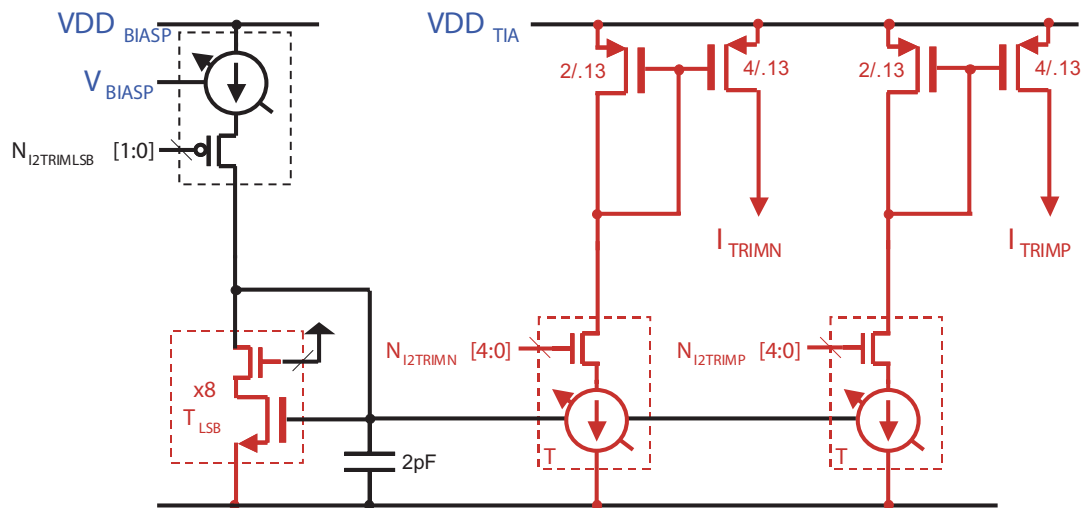 VDD BIASP
VDD TIA
2/.13
4/.13
2/.13
4/.13
V BIASP
N I2TRIMLSB [1:0]
I TRIMN
I TRIMP
N I2TRIMN [4:0]
N I2TRIMP [4:0]
x8
T LSB
2pF
T
T